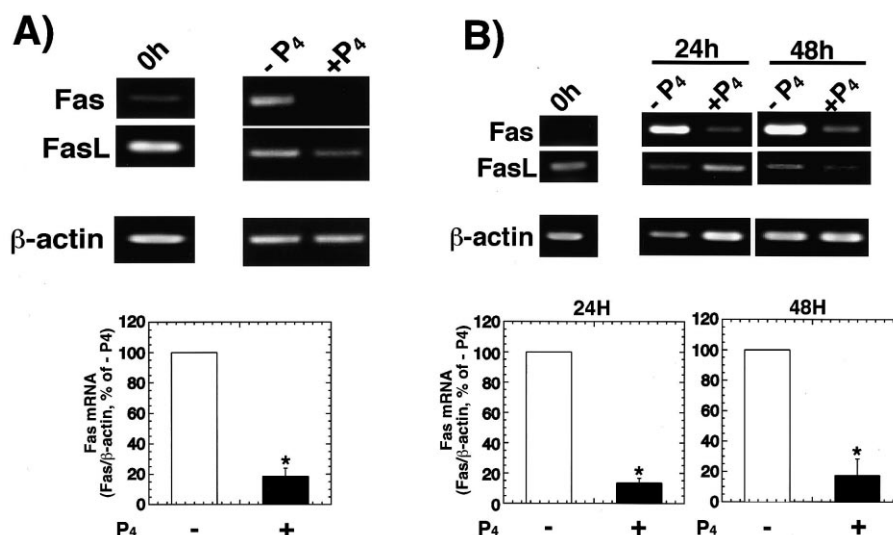 A)
0h
- P4
+P4
Fas
FasL
β-actin
120
100
80
60
40
20
0
Fas mRNA
(Fas/β-actin, % of - P4)
*
P4 - +
B)
24h 48h
0h
- P4
+P4
- P4
+P4
Fas
FasL
β-actin
24H
120
100
80
60
40
20
0
Fas mRNA
(Fas/β-actin, % of - P4)
*
P4 - +
48H
120
100
80
60
40
20
0
*
- +